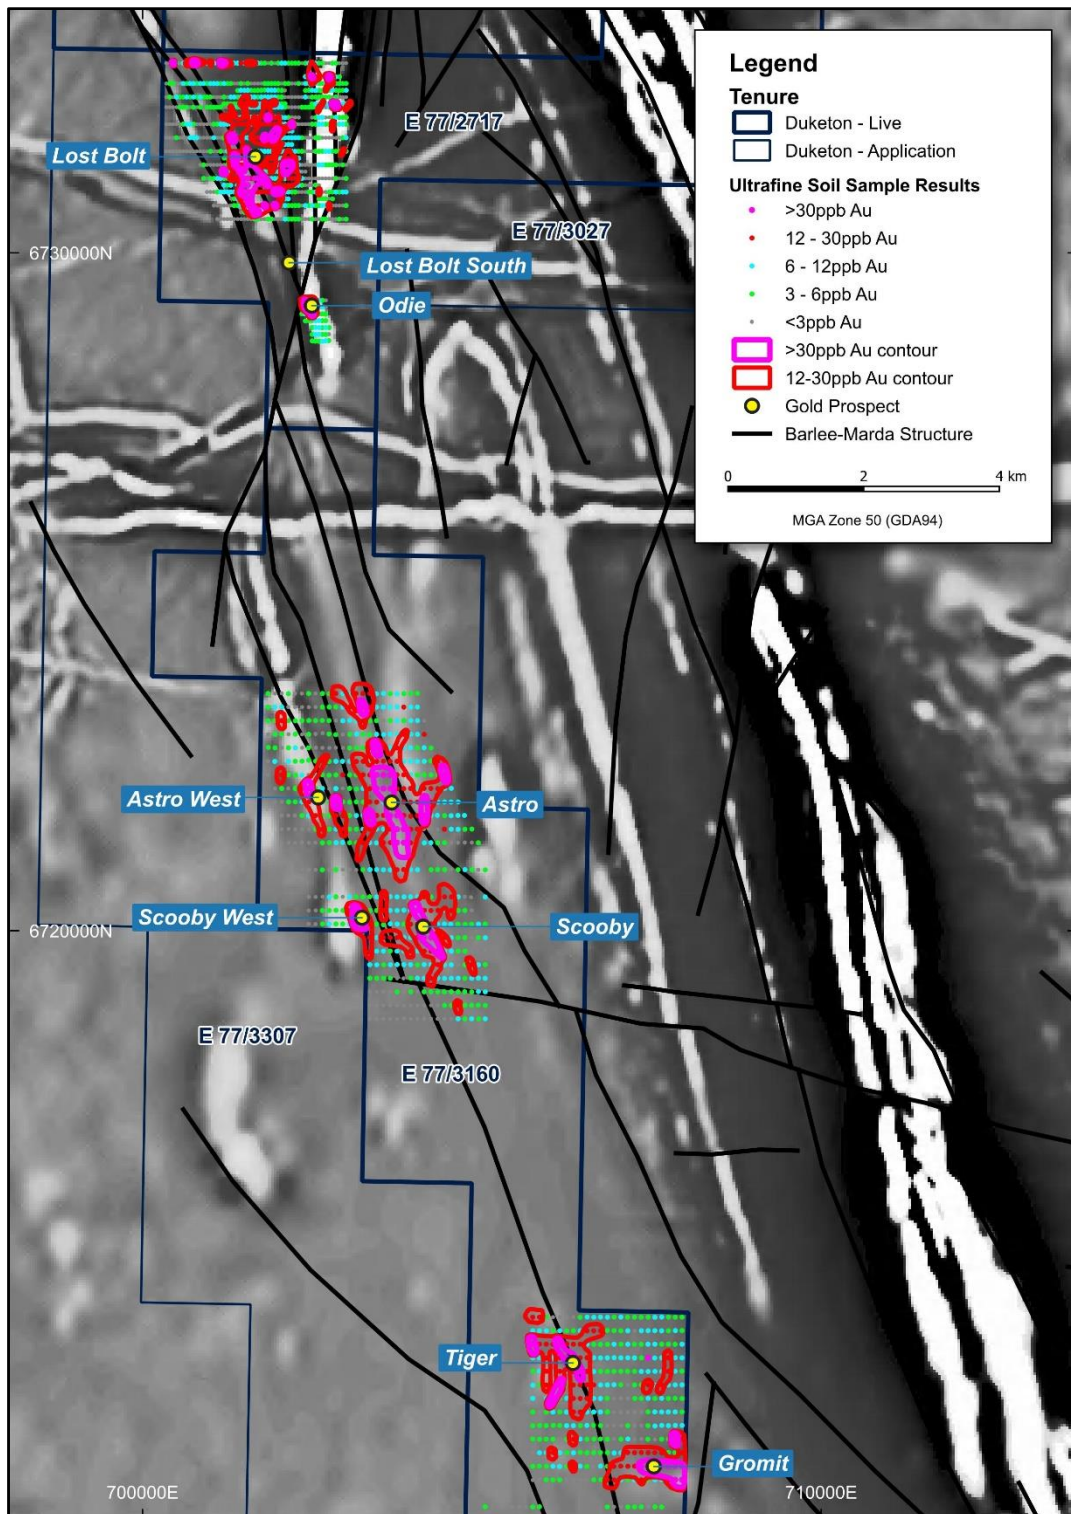 Legend
Tenure
Duketon - Live
Duketon - Application
Ultrafine Soil Sample Results
>30ppb Au
12 - 30ppb Au
6 - 12ppb Au
3 - 6ppb Au
<3ppb Au
>30ppb Au contour
12-30ppb Au contour
Gold Prospect
Barlee-Marda Structure
0 2 4 km
MGA Zone 50 (GDA94)
E 77/2717
Lost Bolt
E 77/3027
6730000N
Lost Bolt South
Odie
Astro West
Astro
Scooby West
Scooby
6720000N
E 77/3307
E 77/3160
Tiger
Gromit
700000E
710000E